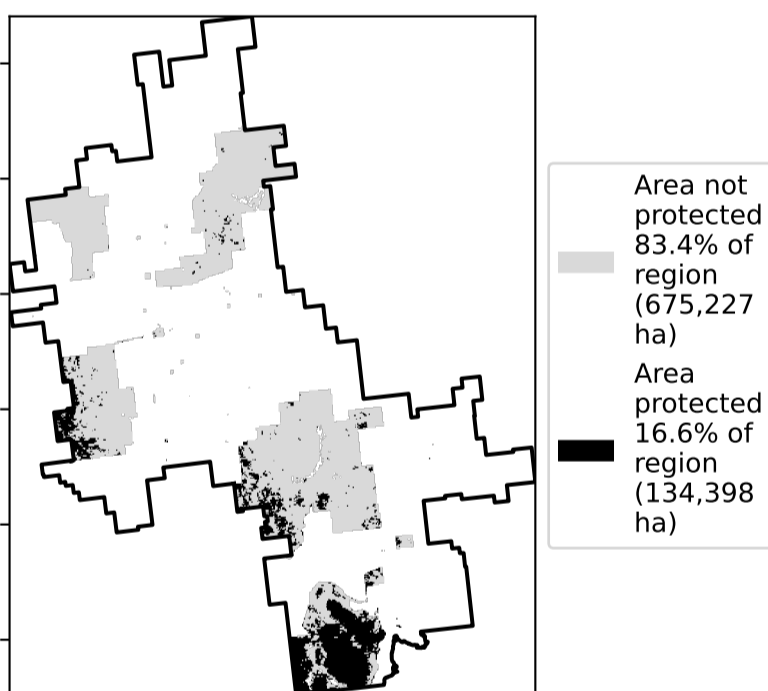 Area not
protected
83.4% of
region
(675,227
ha)
Area
protected
16.6% of
region
(134,398
ha)